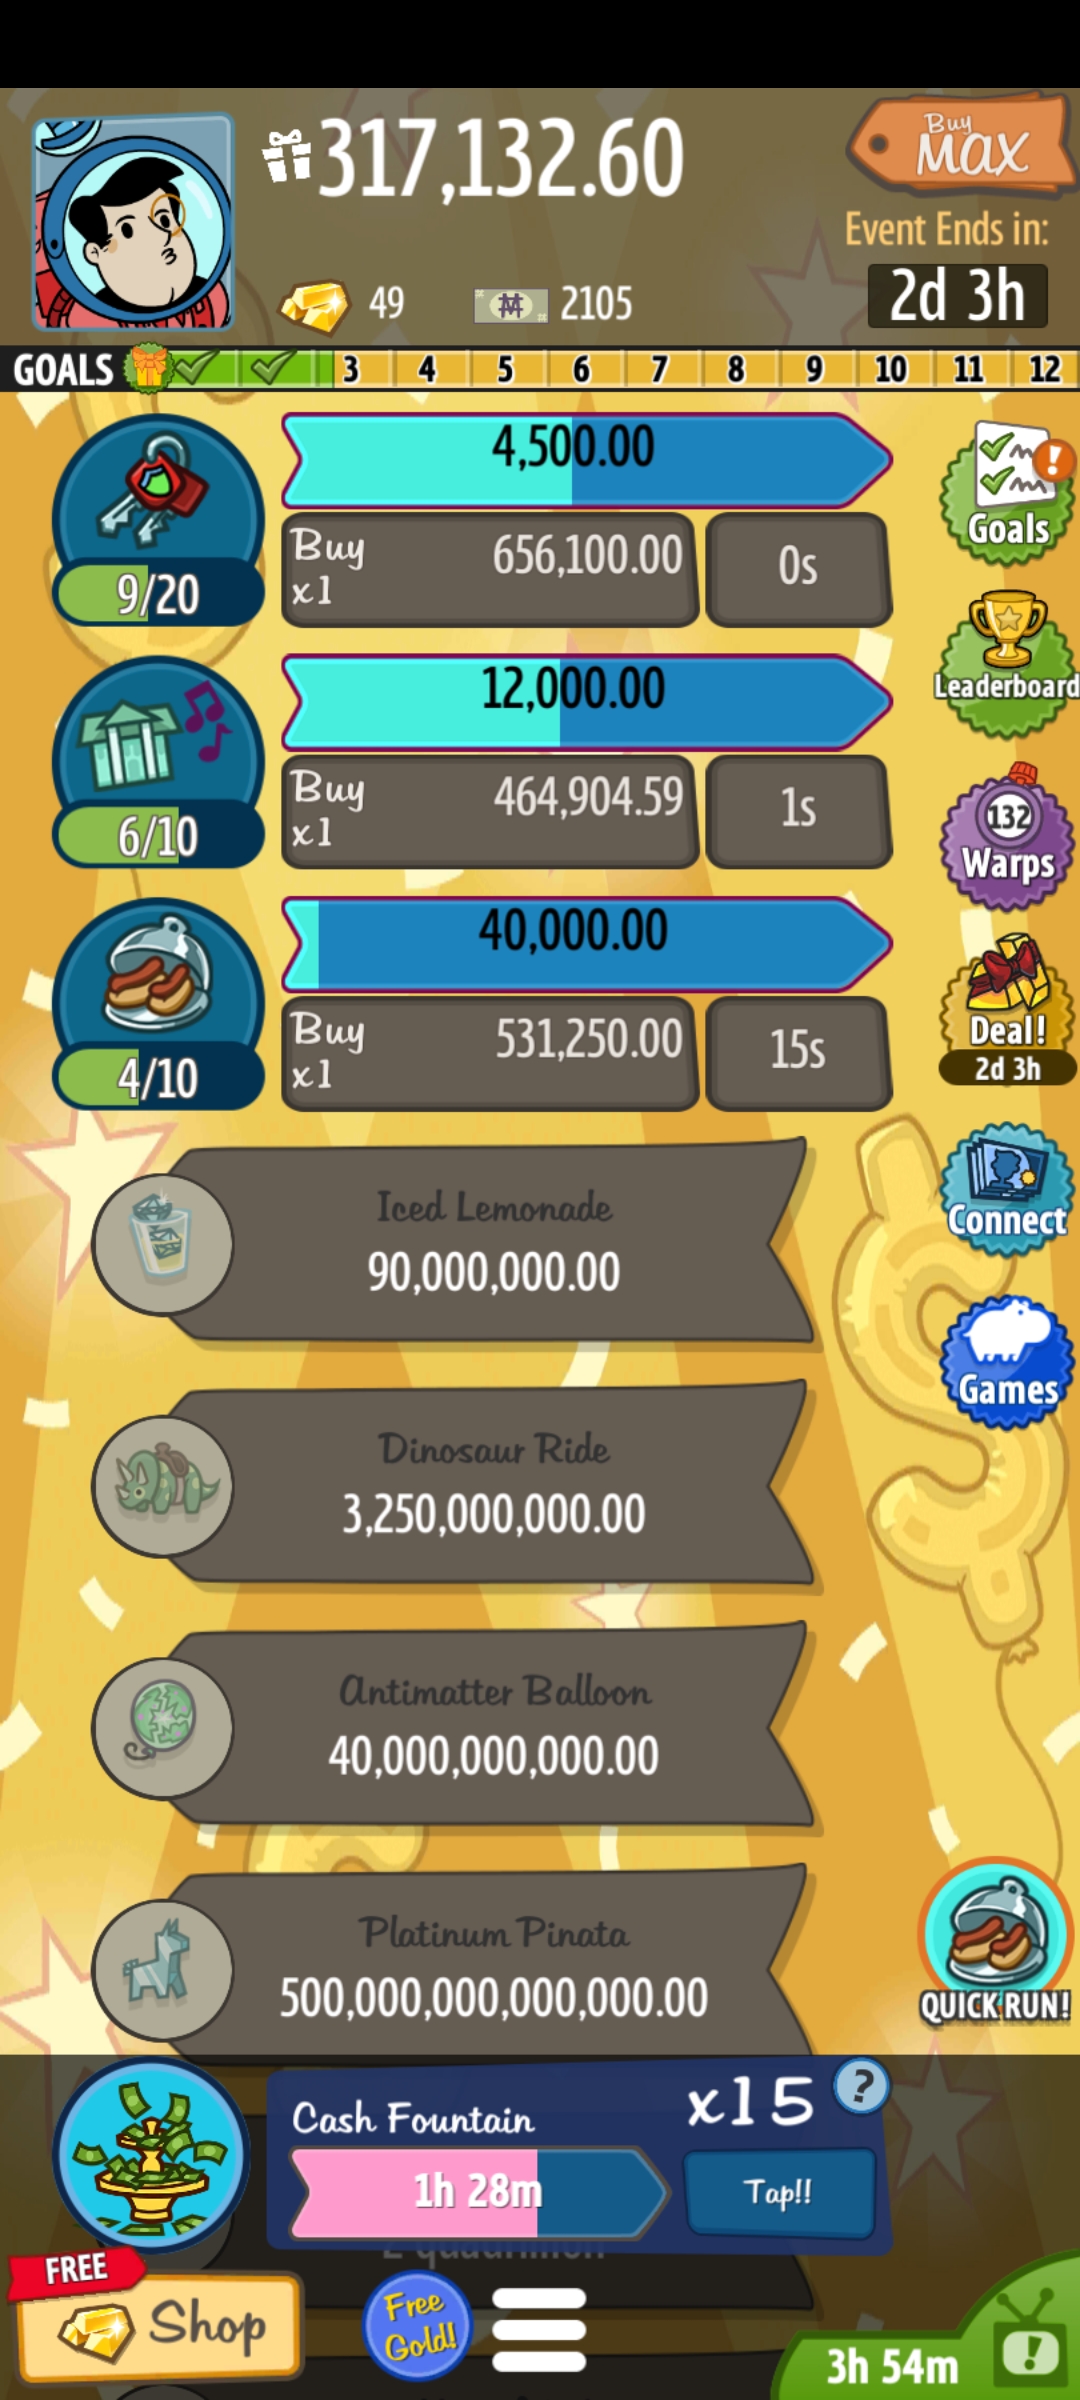 317,132.60
Buy
MAX
Event Ends in:
49
2105
2d 3h
GOALS 3 4 5 6 7 8 9 10 11 12
4,500.00
Buy
x1
656,100.00
0s
9/20
Goals
12,000.00
Leaderboard
Buy
x1
464,904.59
1s
6/10
132
Warps
40,000.00
Buy
x1
531,250.00
15s
4/10
Deal!
2d 3h
Iced Lemonade
90,000,000.00
Connect
Games
Dinosaur Ride
3,250,000,000.00
Antimatter Balloon
40,000,000,000.00
Platinum Pinata
500,000,000,000,000.00
QUICK RUN!
Cash Fountain
x15
?
1h 28m
Tap!!
FREE
Shop
Free
Gold!
3h 54m